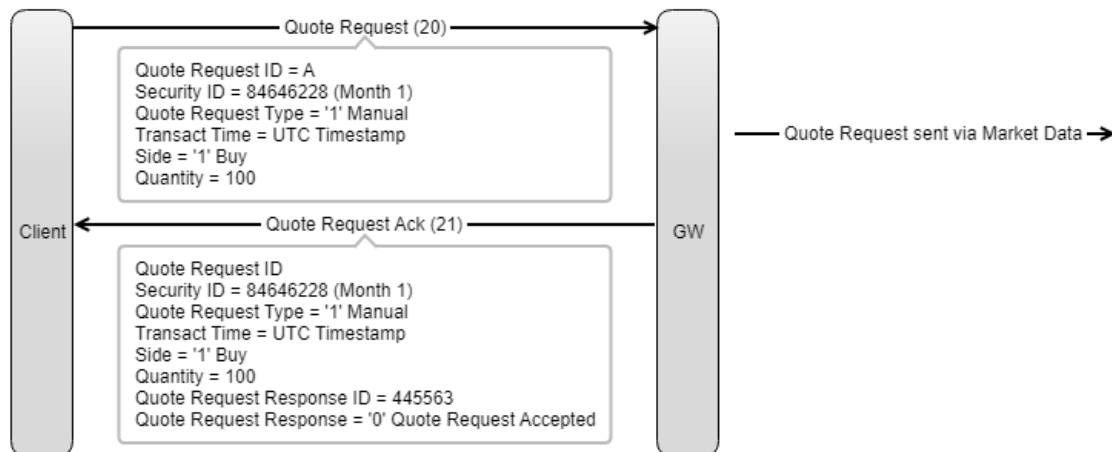 Quote Request (20)
Quote Request ID = A
Security ID = 84646228 (Month 1)
Quote Request Type = '1' Manual
Transact Time = UTC Timestamp
Side = '1' Buy
Quantity = 100
Quote Request sent via Market Data
Client
Quote Request Ack (21)
GW
Quote Request ID
Security ID = 84646228 (Month 1)
Quote Request Type = '1' Manual
Transact Time = UTC Timestamp
Side = '1' Buy
Quantity = 100
Quote Request Response ID = 445563
Quote Request Response = '0' Quote Request Accepted